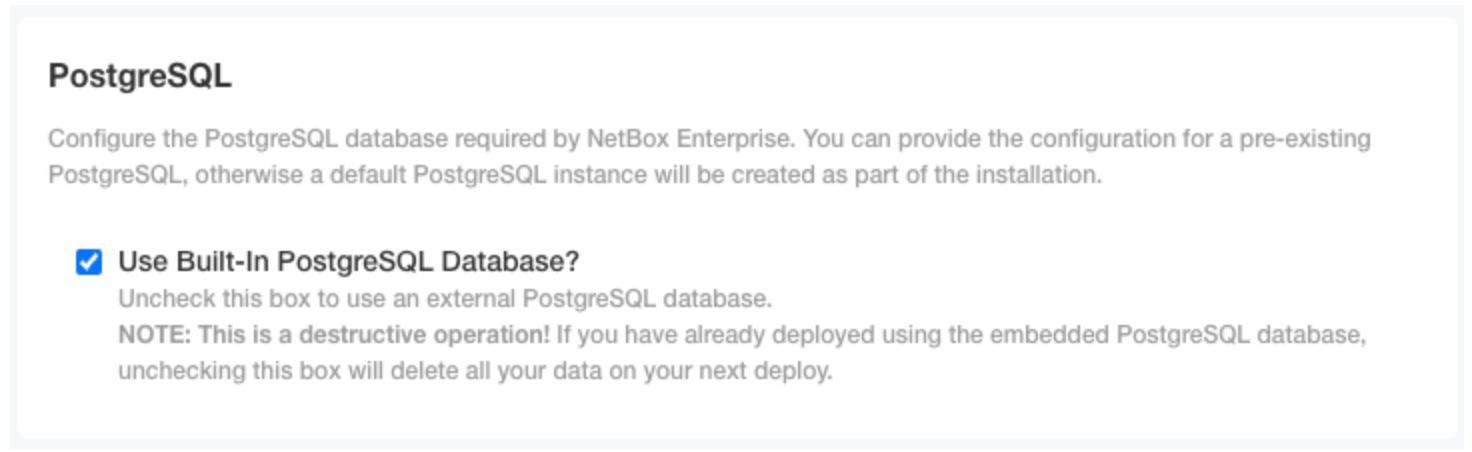 PostgreSQL
Configure the PostgreSQL database required by NetBox Enterprise. You can provide the configuration for a pre-existing
PostgreSQL, otherwise a default PostgreSQL instance will be created as part of the installation.
Use Built-In PostgreSQL Database?
Uncheck this box to use an external PostgreSQL database.
NOTE: This is a destructive operation! If you have already deployed using the embedded PostgreSQL database,
unchecking this box will delete all your data on your next deploy.